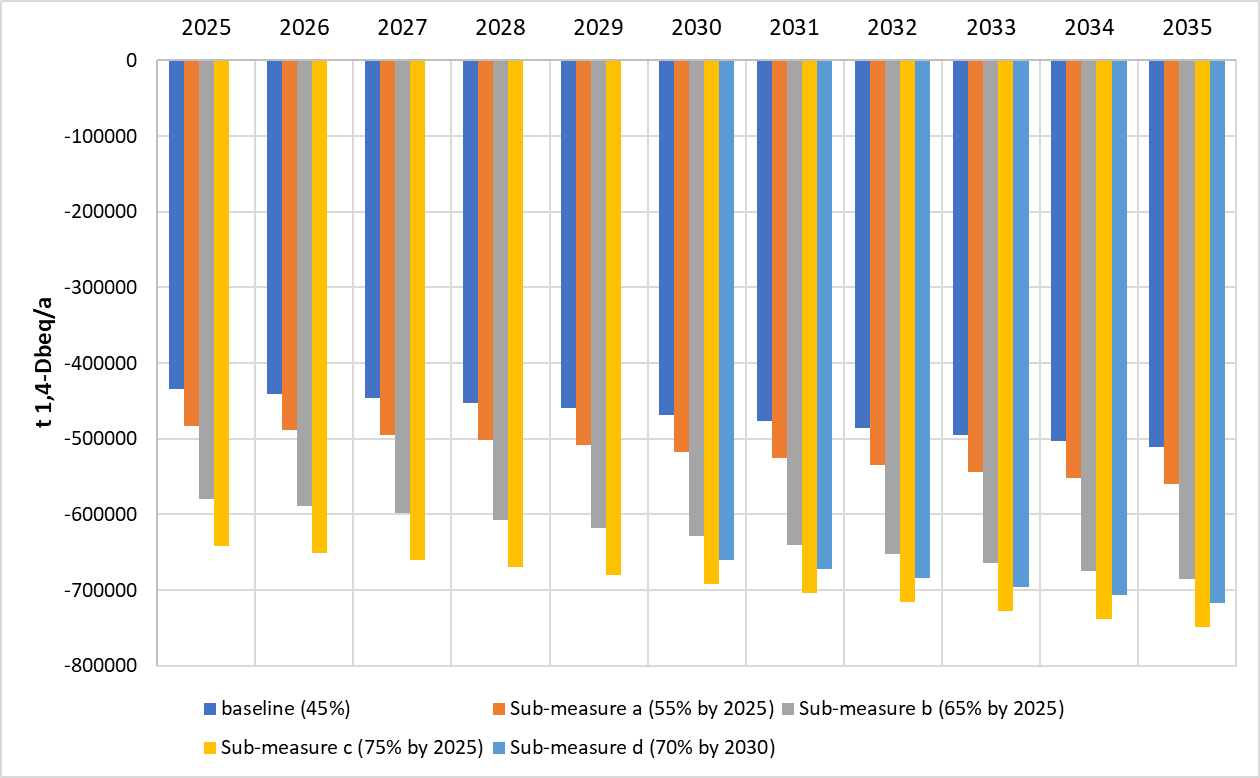 2025 2026 2027 2028 2029 2030 2031 2032 2033 2034 2035
0
-100000
-200000
-300000
-400000
-500000
-600000
-700000
-800000
t 1,4-Dbeq/a
baseline (45%) Sub-measure a (55% by 2025) Sub-measure b (65% by 2025)
Sub-measure c (75% by 2025) Sub-measure d (70% by 2030)